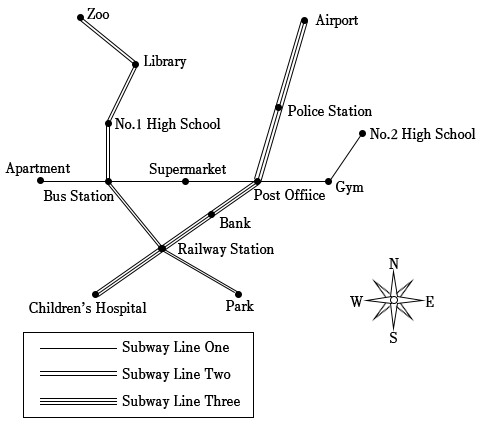 Zoo
Airport
Library
Police Station
No.1 High School
No.2 High School
Apartment
Supermarket
Bus Station
Post Offiice
Gym
Bank
Railway Station
Children's Hospital
Park
N
W
E
S
Subway Line One
Subway Line Two
Subway Line Three